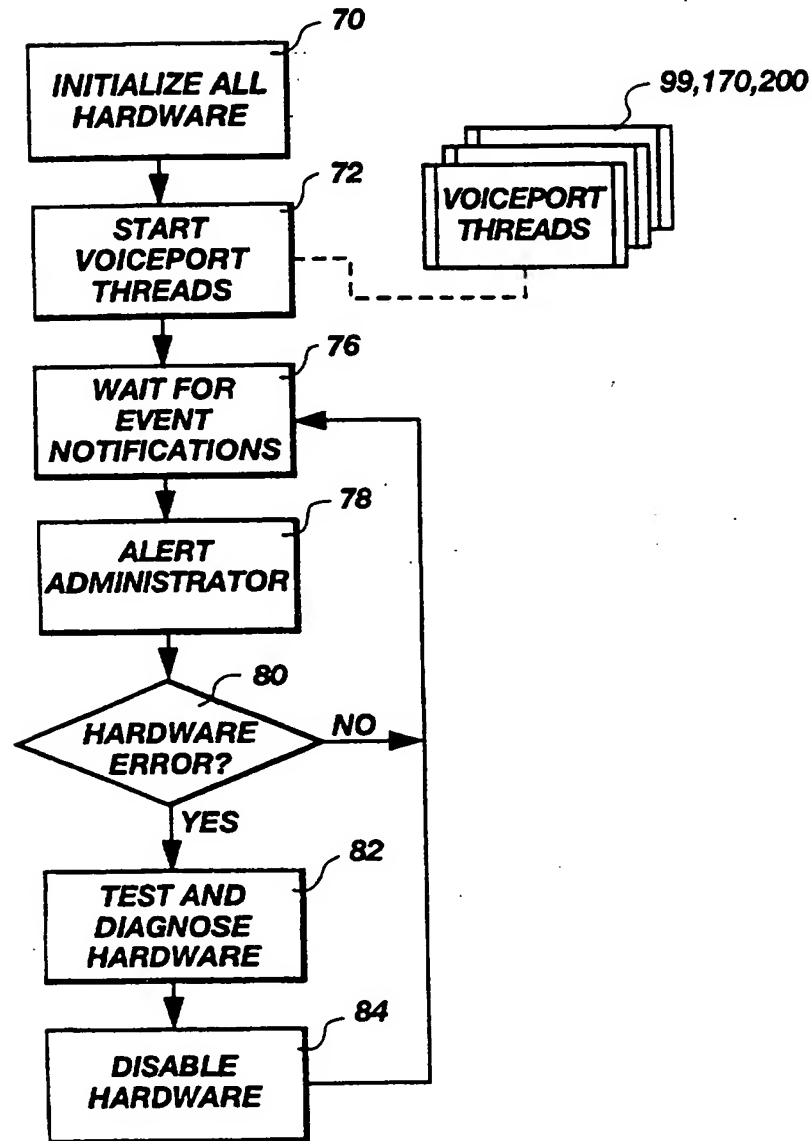 70
INITIALIZE ALL
HARDWARE
99,170,200
VOICEPORT
THREADS
72
START
VOICEPORT
THREADS
76
WAIT FOR
EVENT
NOTIFICATIONS
78
ALERT
ADMINISTRATOR
80
HARDWARE
ERROR?
NO
YES
82
TEST AND
DIAGNOSE
HARDWARE
84
DISABLE
HARDWARE